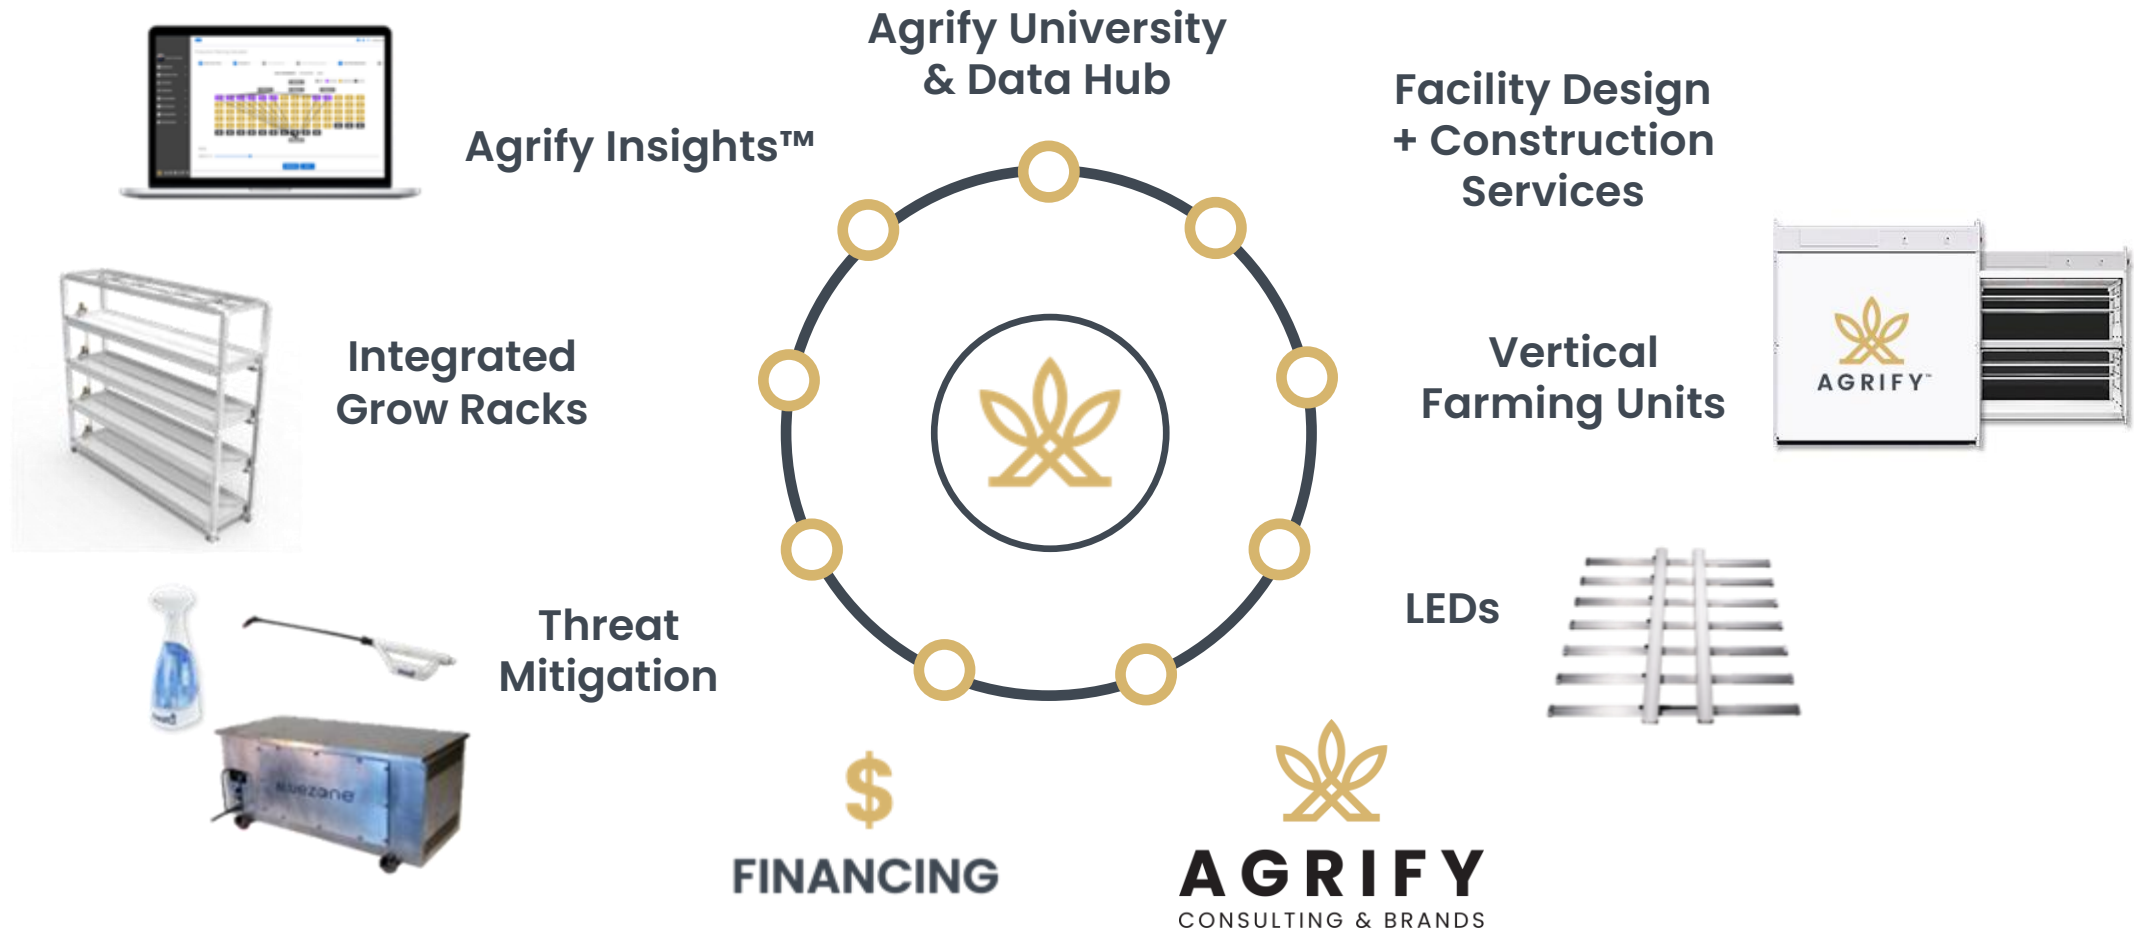 Agrify University
& Data Hub
Agrify Insights™
Facility Design
+ Construction
Services
Integrated
Grow Racks
Vertical
Farming Units
AGRIFY™
Threat
Mitigation
LEDs
bluezone
$
FINANCING
AGRIFY
CONSULTING & BRANDS